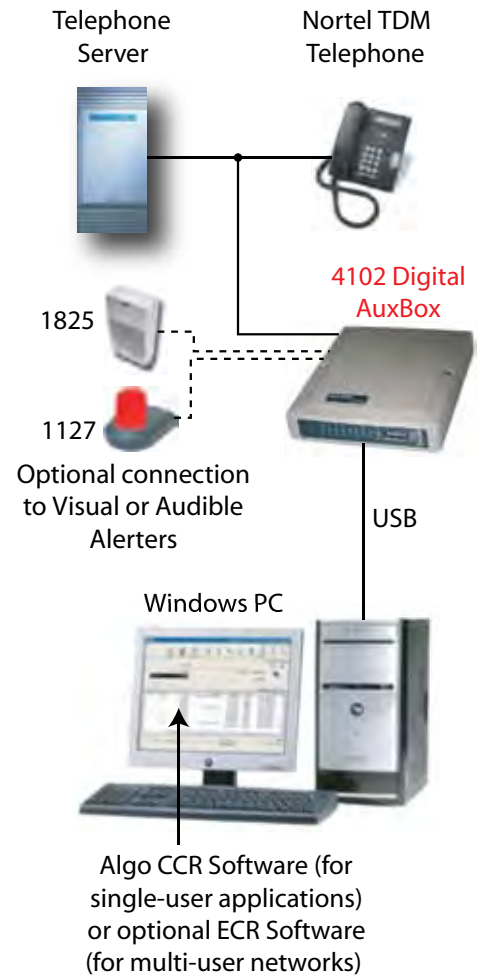 Telephone
Server
Nortel TDM
Telephone
4102 Digital
AuxBox
1825
1127
Optional connection
to Visual or Audible
Alerters
USB
Windows PC
Algo CCR Software (for
single-user applications)
or optional ECR Software
(for multi-user networks)